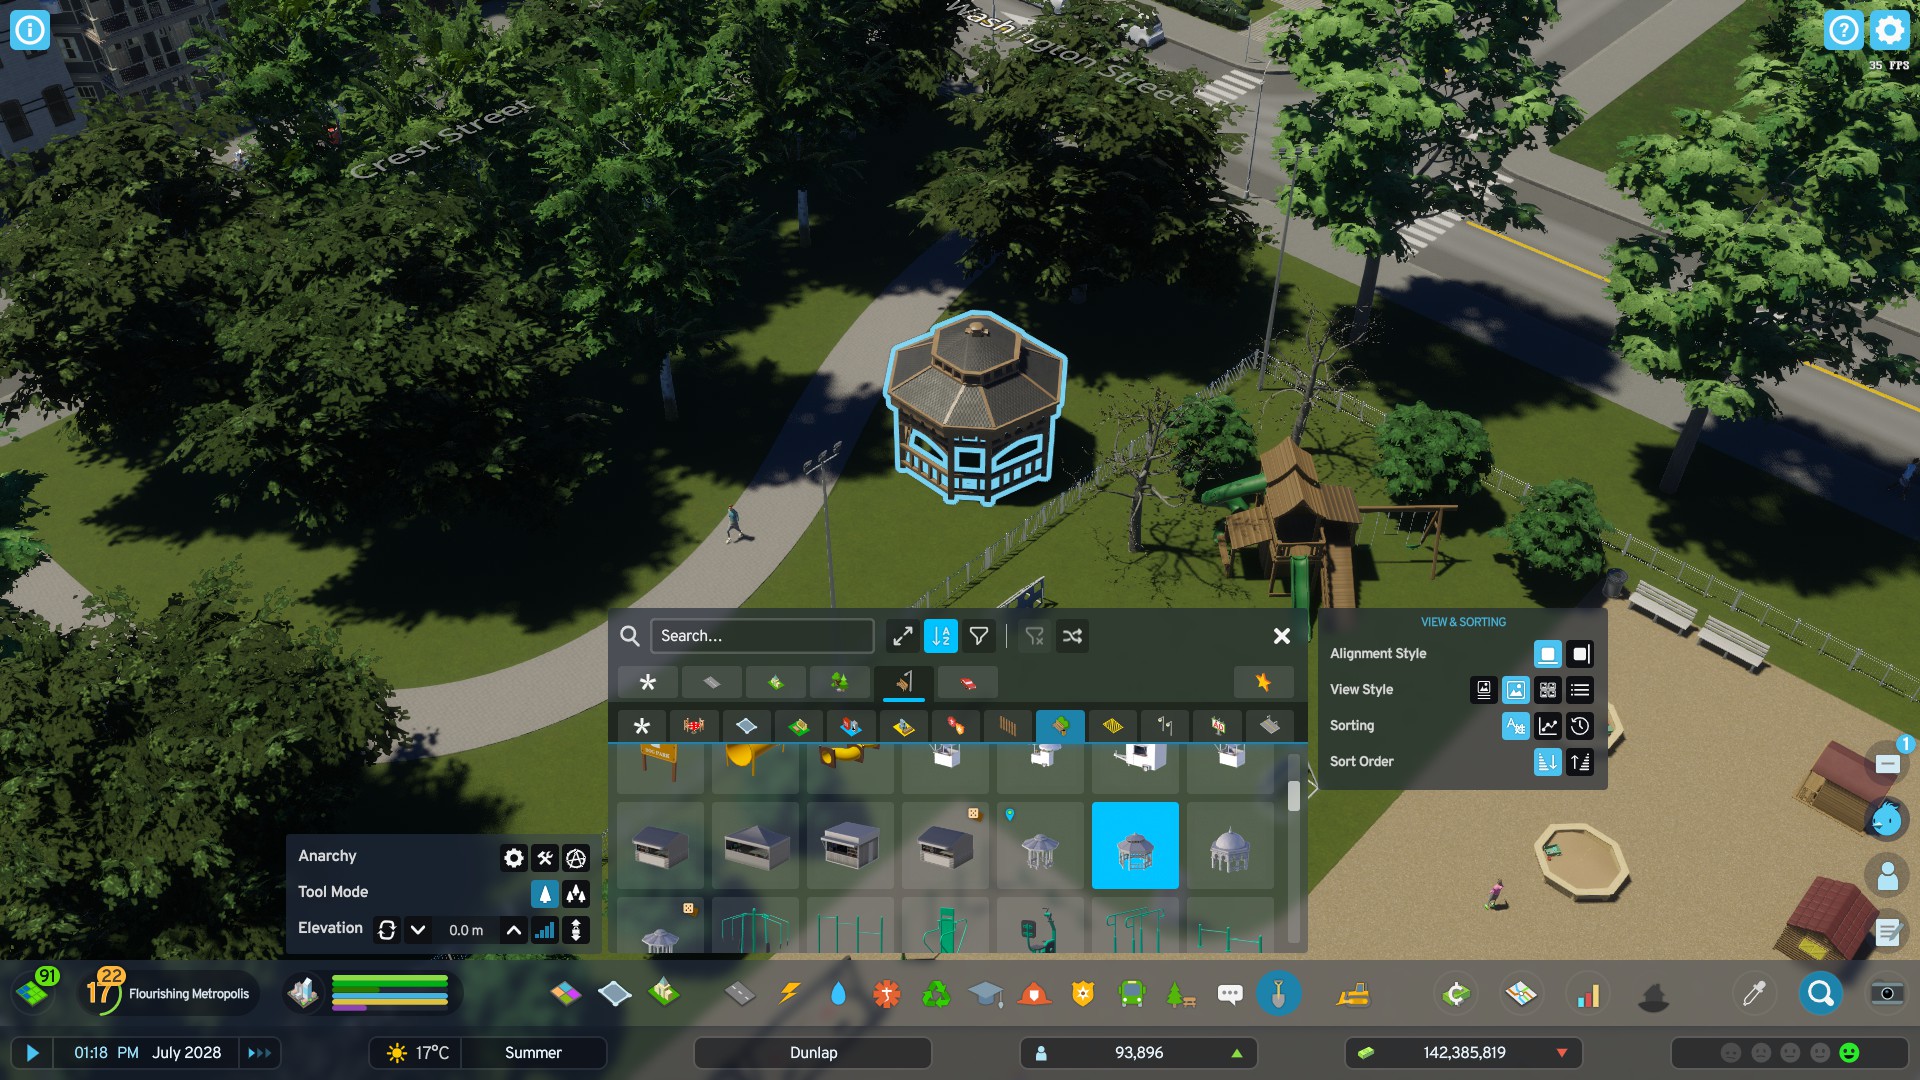 Washington Street
35 FPS
Crest Street
Search...
VIEW & SORTING
Alignment Style
View Style
Sorting
Sort Order
1
DOG PARK
Anarchy
Tool Mode
Elevation
0.0 m
91
22
17
Flourishing Metropolis
01:18 PM July 2028
17°C
Summer
Dunlap
93,896
142,385,819